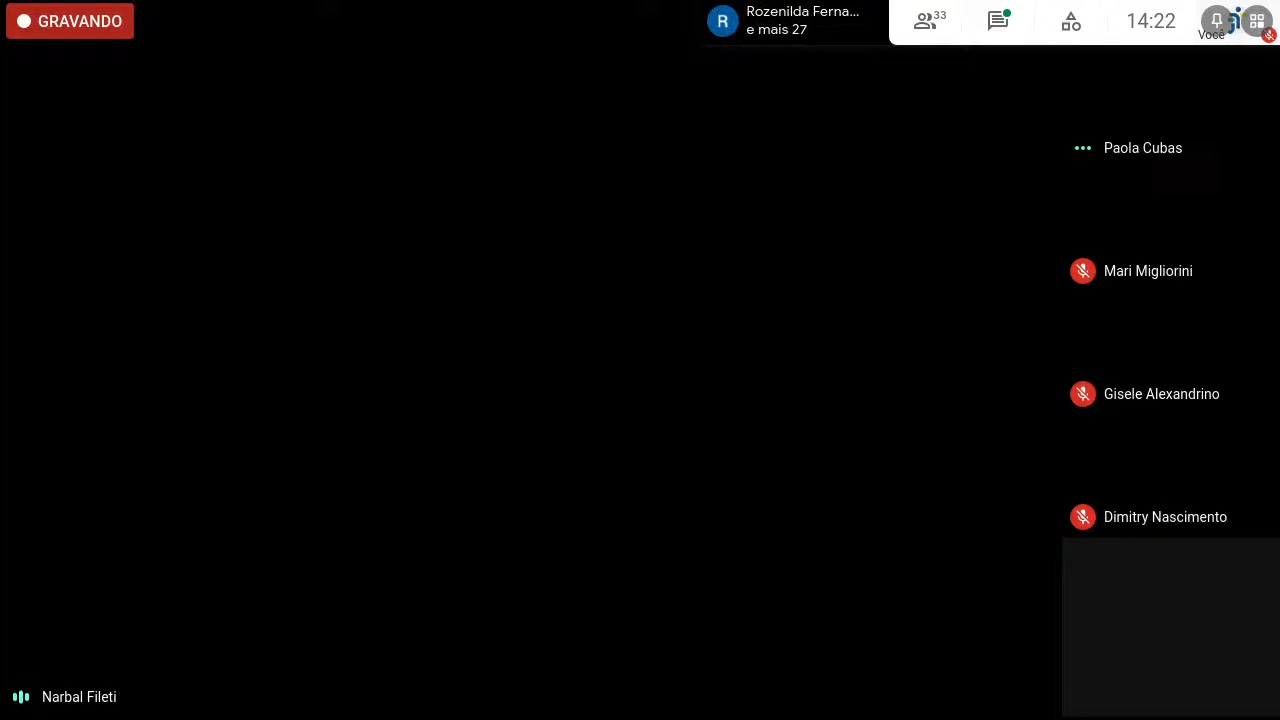 GRAVANDO
R
Rozenilda Ferna...
e mais 27
33
14:22
Você
Paola Cubas
Mari Migliorini
Gisele Alexandrino
Dimitry Nascimento
Narbal Fileti